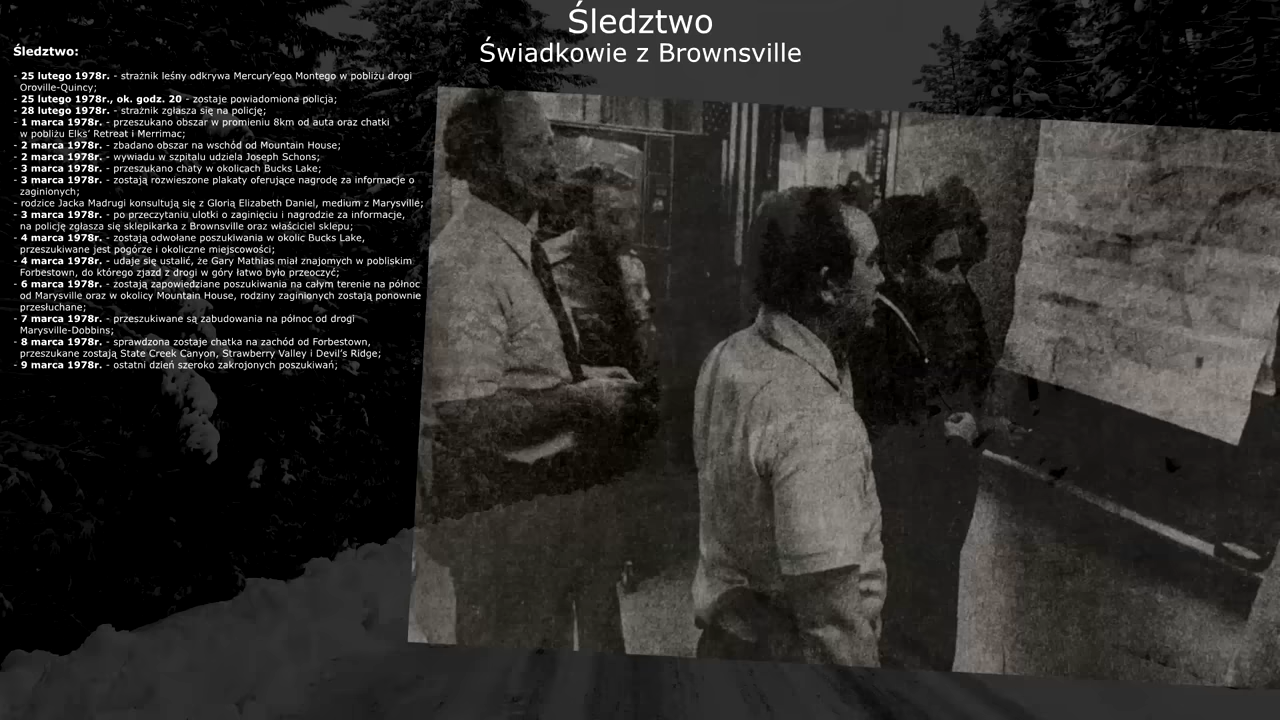 Śledztwo
Świadkowie z Brownsville
Śledztwo:
- 25 lutego 1978r. - strażnik leśny odkrywa Mercury'ego Montego w pobliżu drogi
Oroville-Quincy;
- 25 lutego 1978r., ok. godz. 20 - zostaje powiadomiona policja;
- 28 lutego 1978r. - strażnik zgłasza się na policję;
- 1 marca 1978r. - przeszukano obszar w promieniu 8km od auta oraz chatki
w pobliżu Elks' Retreat i Merrimac;
- 2 marca 1978r. - zbadano obszar na wschód od Mountain House;
- 2 marca 1978r. - wywiadu w szpitalu udziela Joseph Schons;
- 3 marca 1978r. - przeszukano chaty w okolicach Bucks Lake;
- 3 marca 1978r. - zostają rozwieszone plakaty oferujące nagrodę za informacje o
zaginionych;
- rodzice Jacka Madrugi konsultują się z Glorią Elizabeth Daniel, medium z Marysville;
- 3 marca 1978r. - po przeczytaniu ulotki o zaginięciu i nagrodzie za informacje,
na policję zgłasza się sklepikarka z Brownsville oraz właściciel sklepu;
- 4 marca 1978r. - zostają odwołane poszukiwania w okolic Bucks Lake,
przeszukiwane jest pogórze i okoliczne miejscowości;
- 4 marca 1978r. - udaje się ustalić, że Gary Mathias miał znajomych w pobliskim
Forbestown, do którego zjazd z drogi w góry łatwo było przeoczyć;
- 6 marca 1978r. - zostają zapowiedziane poszukiwania na całym terenie na północ
od Marysville oraz w okolicy Mountain House, rodziny zaginionych zostają ponownie
przesłuchane;
- 7 marca 1978r. - przeszukiwane są zabudowania na północ od drogi
Marysville-Dobbins;
- 8 marca 1978r. - sprawdzona zostaje chatka na zachód od Forbestown,
przeszukane zostają State Creek Canyon, Strawberry Valley i Devil's Ridge;
- 9 marca 1978r. - ostatni dzień szeroko zakrojonych poszukiwań;